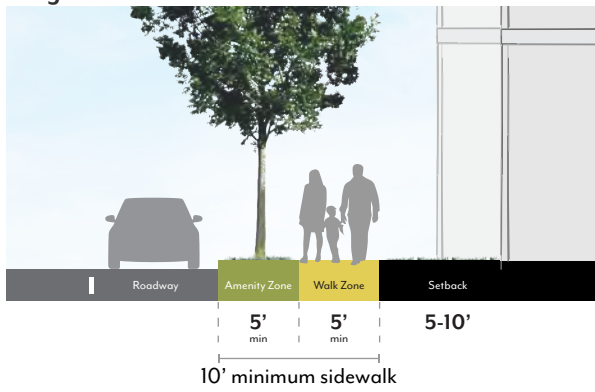 Roadway
Amenity Zone
Walk Zone
Setback
5'
5'
5-10'
min
min
10' minimum sidewalk